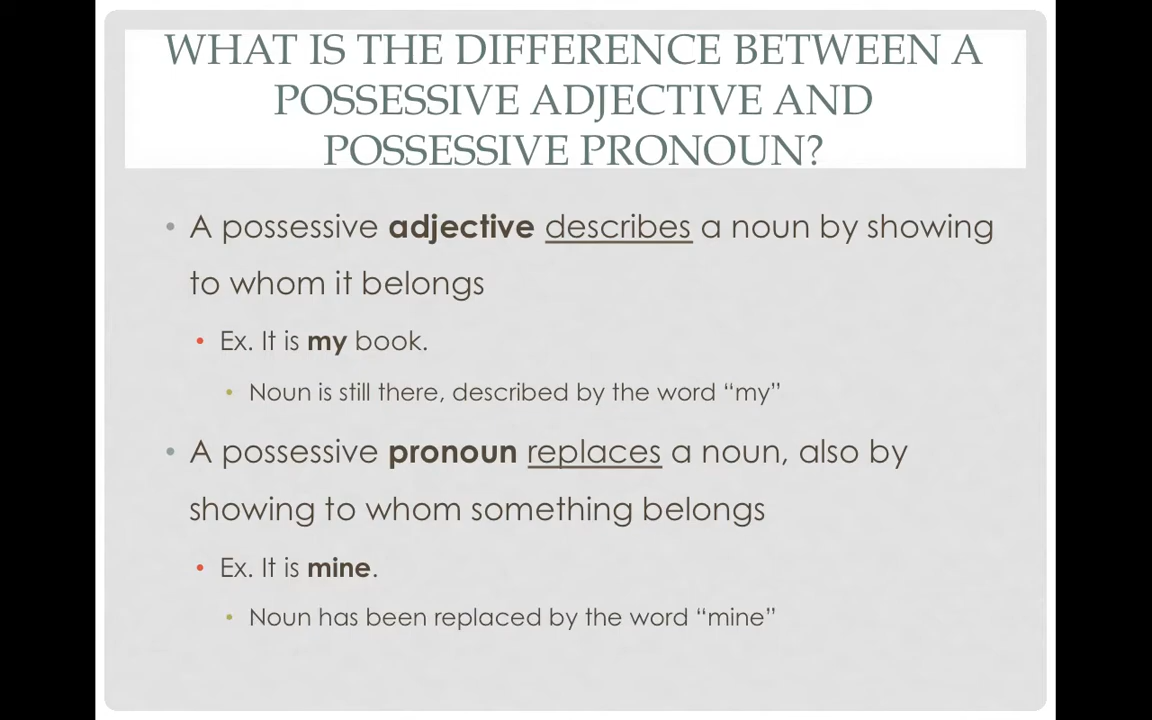 WHAT IS THE DIFFERENCE BETWEEN A
POSSESSIVE ADJECTIVE AND
POSSESSIVE PRONOUN?
• A possessive adjective describes a noun by showing
to whom it belongs
• Ex. It is my book.
• Noun is still there, described by the word “my”
• A possessive pronoun replaces a noun, also by
showing to whom something belongs
• Ex. It is mine.
• Noun has been replaced by the word “mine”